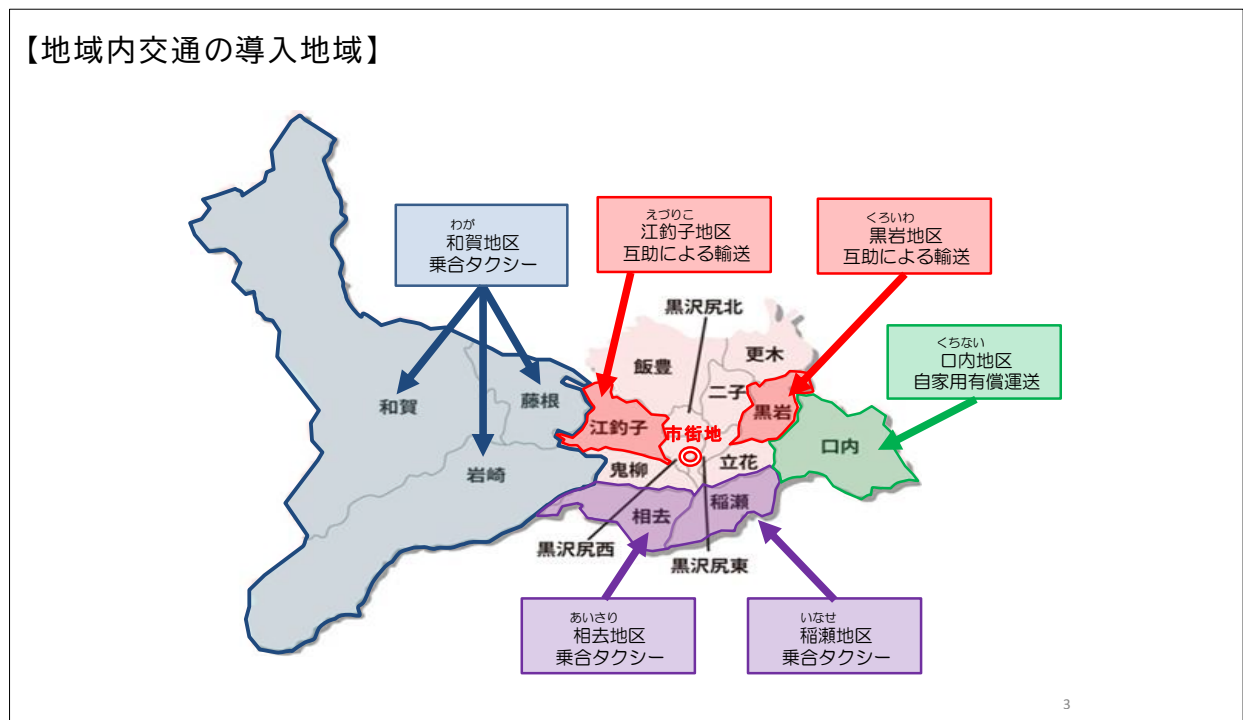 【地域内交通の導入地域】
わが
和賀地区
乗合タクシー
えづりこ
江釣子地区
互助による輸送
くろいわ
黒岩地区
互助による輸送
くちない
口内地区
自家用有償運送
黒沢尻北
更木
飯豊
二子
藤根
和賀
黒岩
江釣子
市街地
口内
立花
鬼柳
岩崎
稲瀬
相去
黒沢尻西
黒沢尻東
あいさり
相去地区
乗合タクシー
いなせ
稲瀬地区
乗合タクシー
3